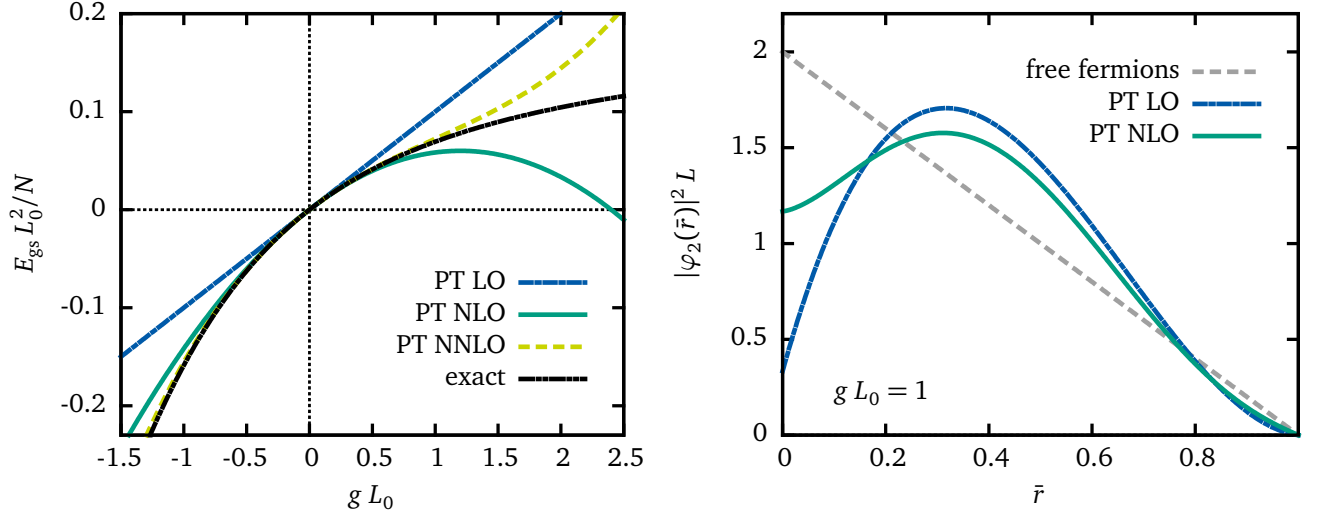 0.2
0.1
0
-0.1
-0.2
E_gs L_0^2/N
PT LO
PT NLO
PT NNLO
exact
-1.5 -1 -0.5 0 0.5 1 1.5 2 2.5
g L_0
2
1.5
1
0.5
0
|φ_2(r̄)|^2 L
free fermions
PT LO
PT NLO
g L_0 = 1
0 0.2 0.4 0.6 0.8
r̄